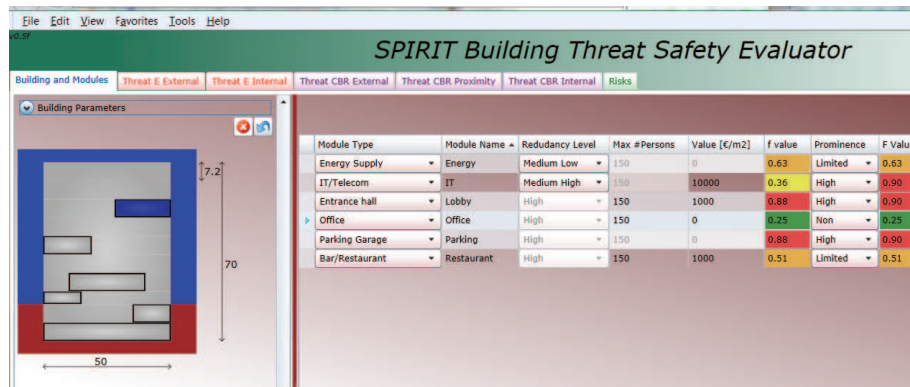 File Edit View Favorites Tools Help
v0.5f
SPIRIT Building Threat Safety Evaluator
Building and Modules Threat E External Threat E Internal Threat CBR External Threat CBR Proximity Threat CBR Internal Risks
Building Parameters
7.2
70
50
Module Type Module Name Redudancy Level Max #Persons Value [€/m2] f value Prominence F Valu
Energy Supply Energy Medium Low 150 0 0.63 Limited 0.63
IT/Telecom IT Medium High 150 10000 0.36 High 0.90
Entrance hall Lobby High 150 1000 0.88 High 0.90
Office Office High 150 0 0.25 Non 0.25
Parking Garage Parking High 150 0 0.88 High 0.90
Bar/Restaurant Restaurant High 150 1000 0.51 Limited 0.51